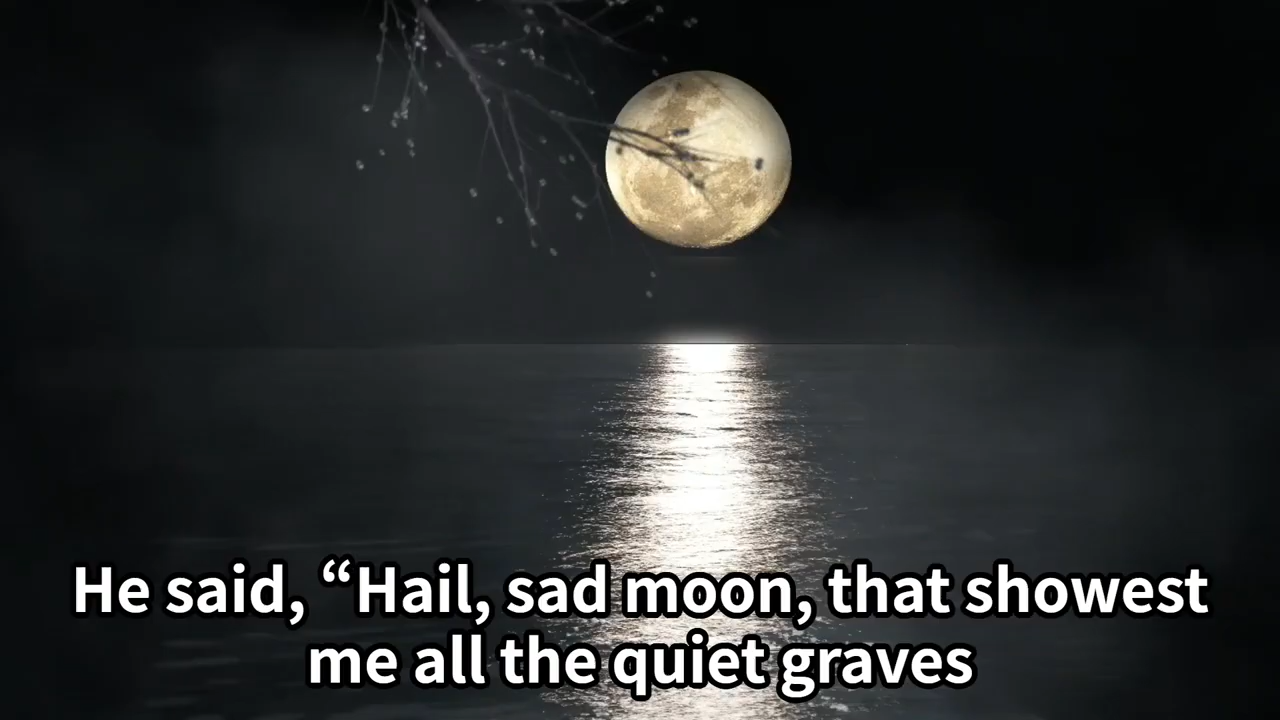 He said, “Hail, sad moon, that showest
me all the quiet graves